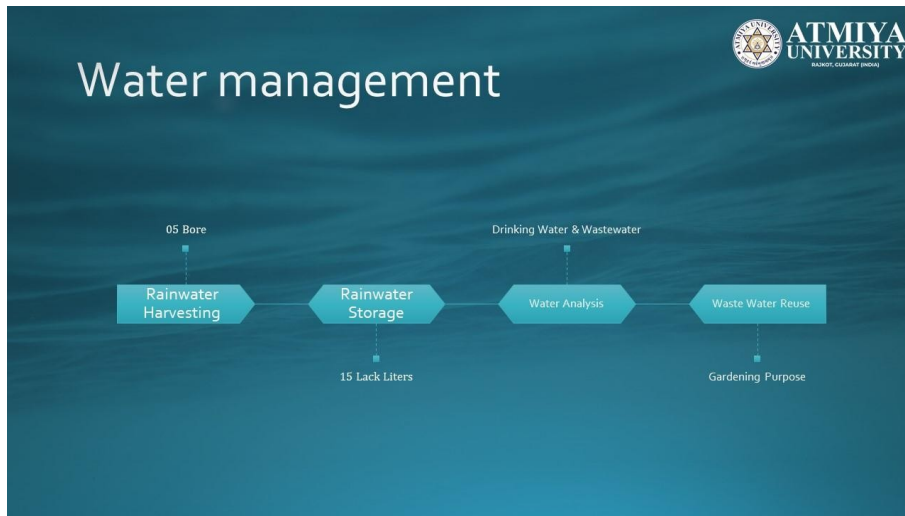 ATMIYA
UNIVERSITY
RAJKOT, GUJARAT (INDIA)
Water management
05 Bore
Drinking Water & Wastewater
Rainwater
Harvesting
Rainwater
Storage
Water Analysis
Waste Water Reuse
15 Lack Liters
Gardening Purpose